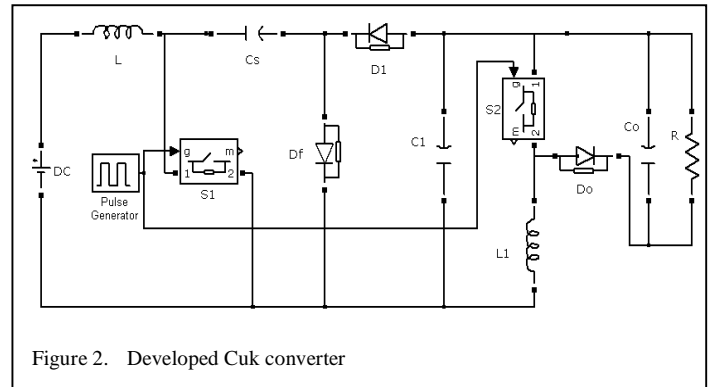 L
Cs
D1
g
1
S2
m
2
C1
Co
R
Df
g
m
1
2
S1
DC
Pulse
Generator
Do
L1
Figure 2. Developed Cuk converter